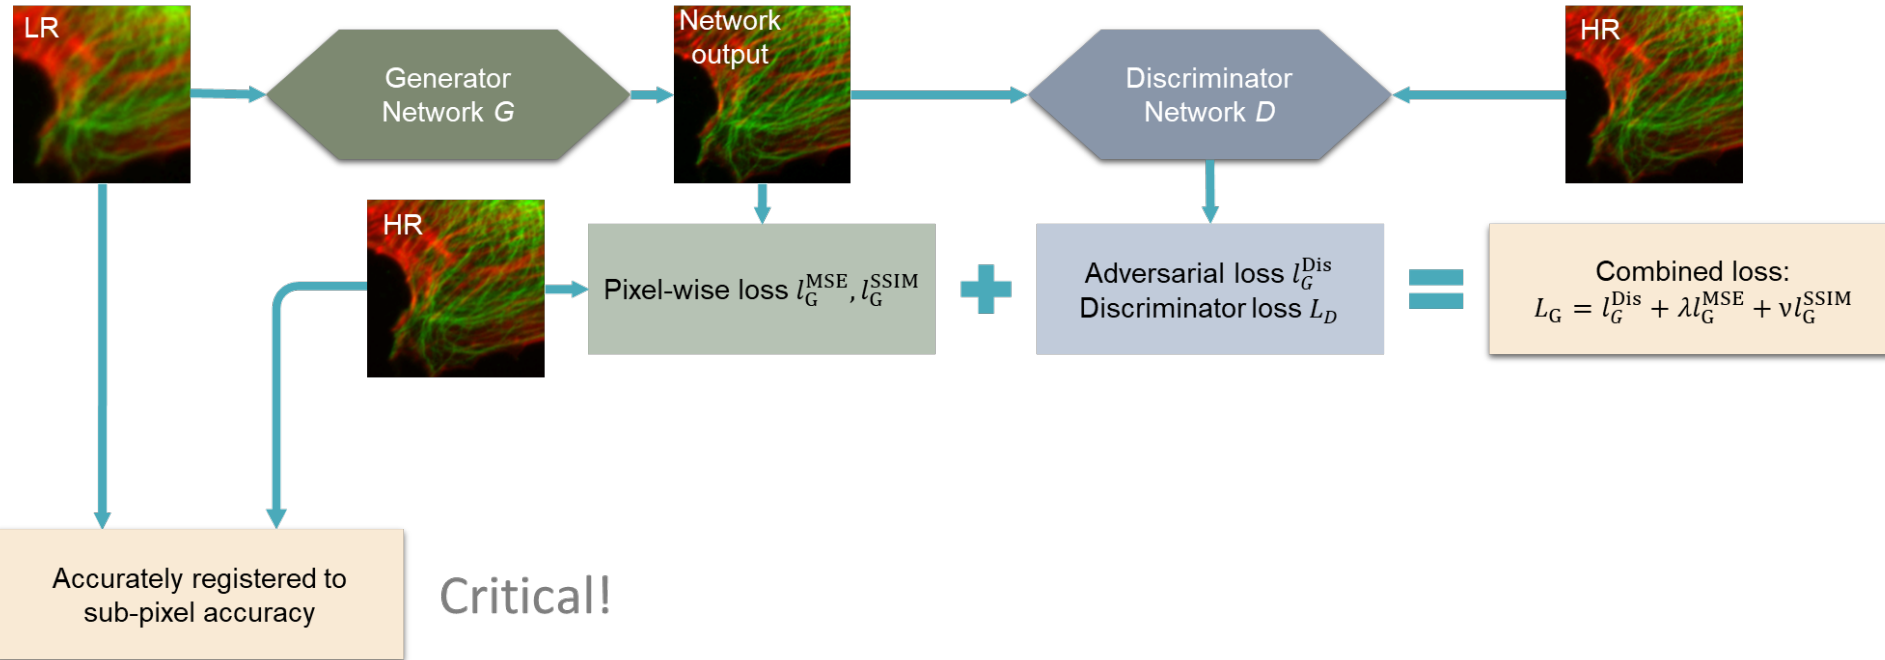 LR
Generator
Network G
Network
output
Discriminator
Network D
HR
HR
Pixel-wise loss l_G^MSE, l_G^SSIM
Adversarial loss l_G^Dis
Discriminator loss L_D
Combined loss:
L_G = l_G^Dis + λl_G^MSE + νl_G^SSIM
Accurately registered to
sub-pixel accuracy
Critical!